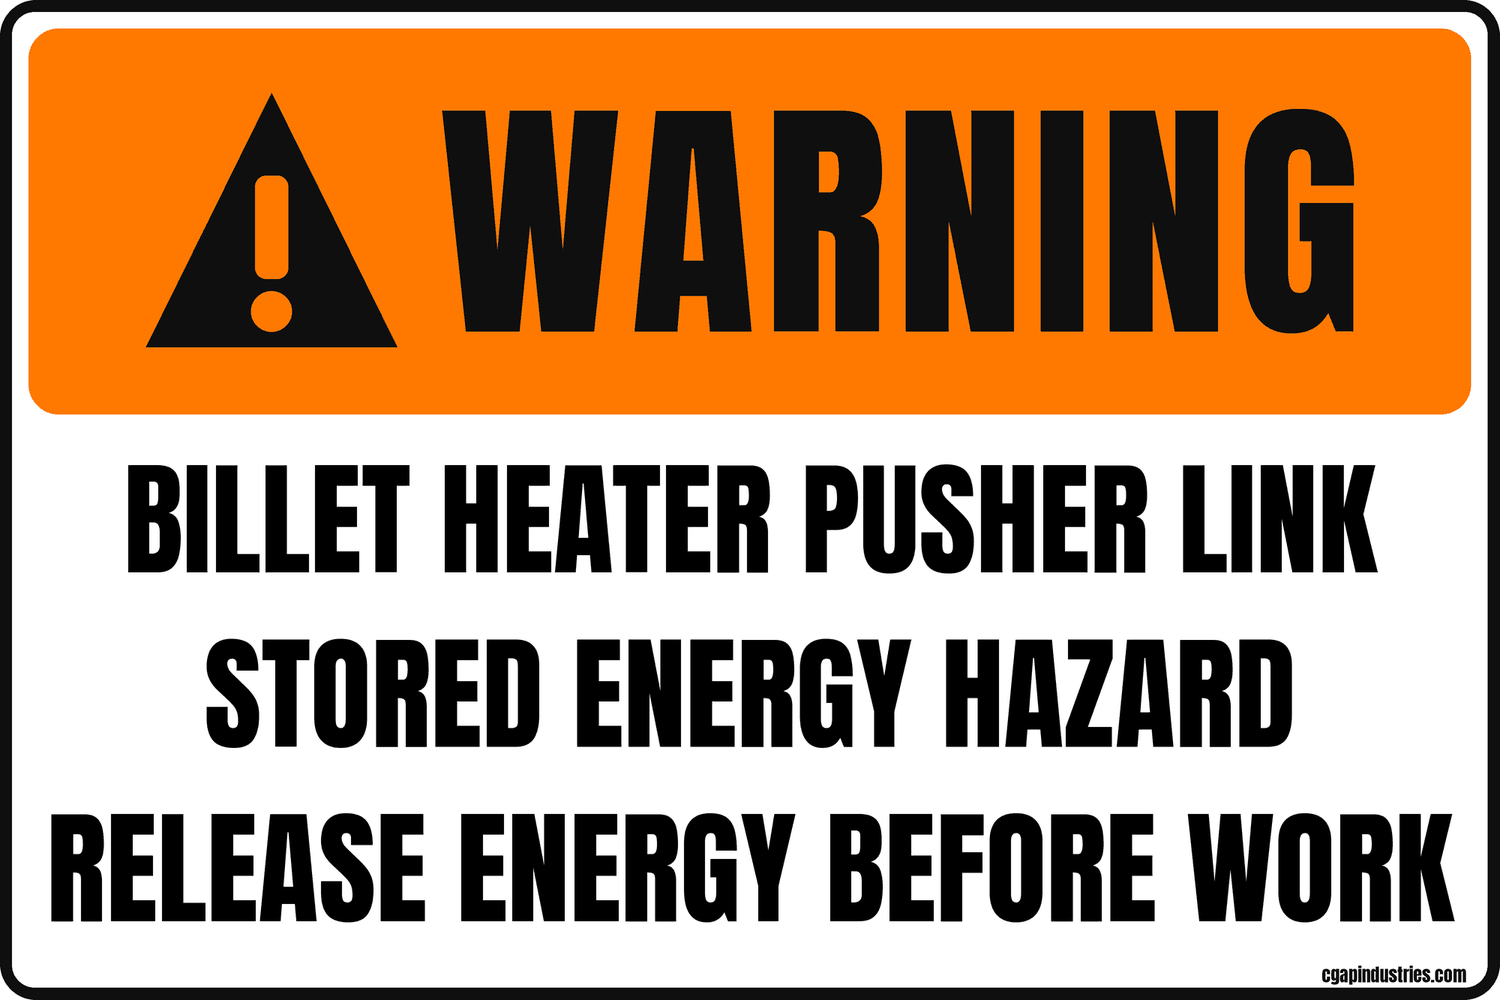 WARNING
BILLET HEATER PUSHER LINK
STORED ENERGY HAZARD
RELEASE ENERGY BEFORE WORK
cgapindustries.com